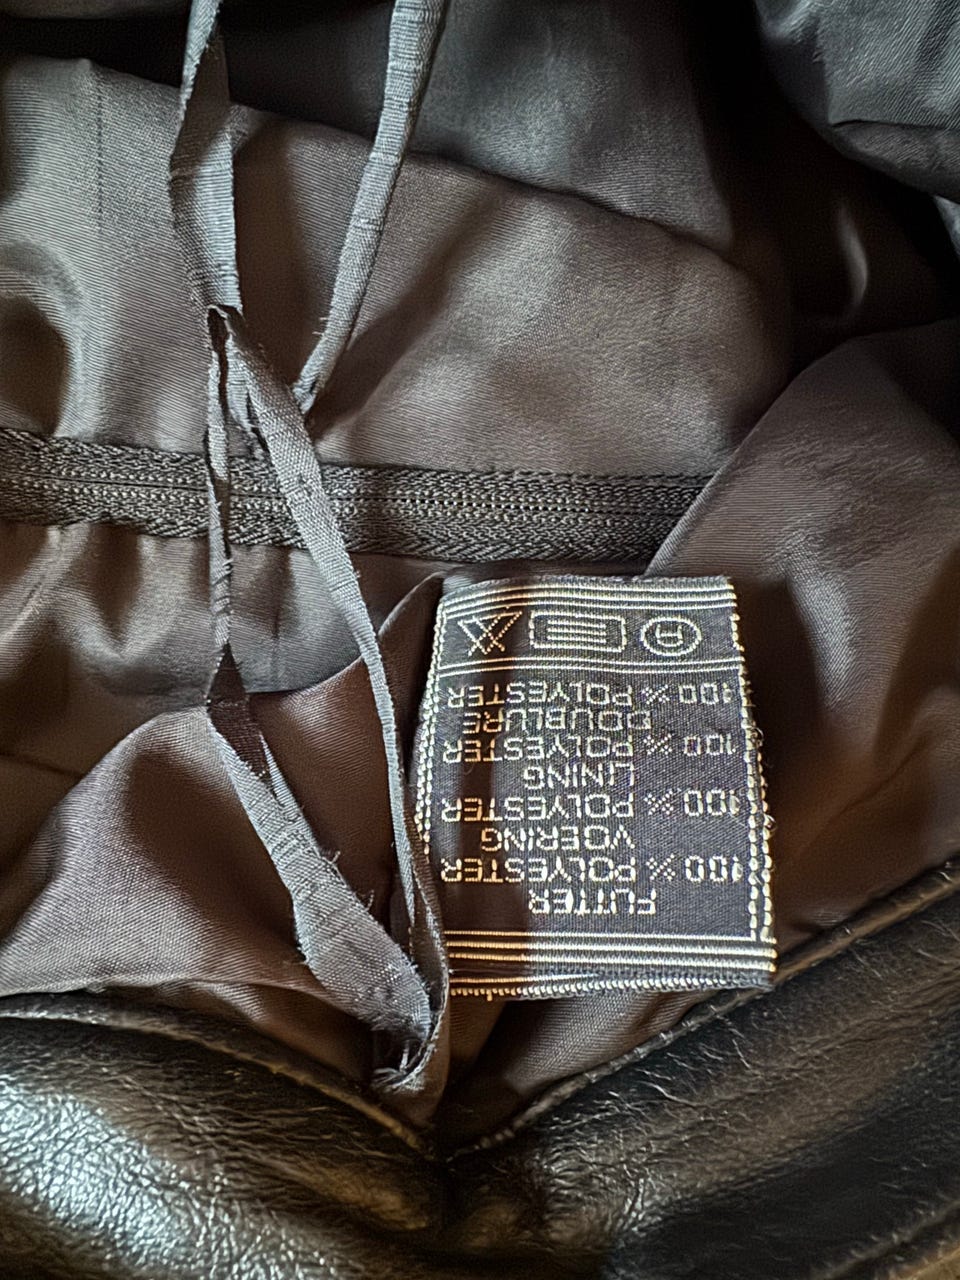 FUTTER
100 % POLYESTER
VOERING
100 % POLYESTER
LINING
100 % POLYESTER
DOUBLURE
100 % POLYESTER